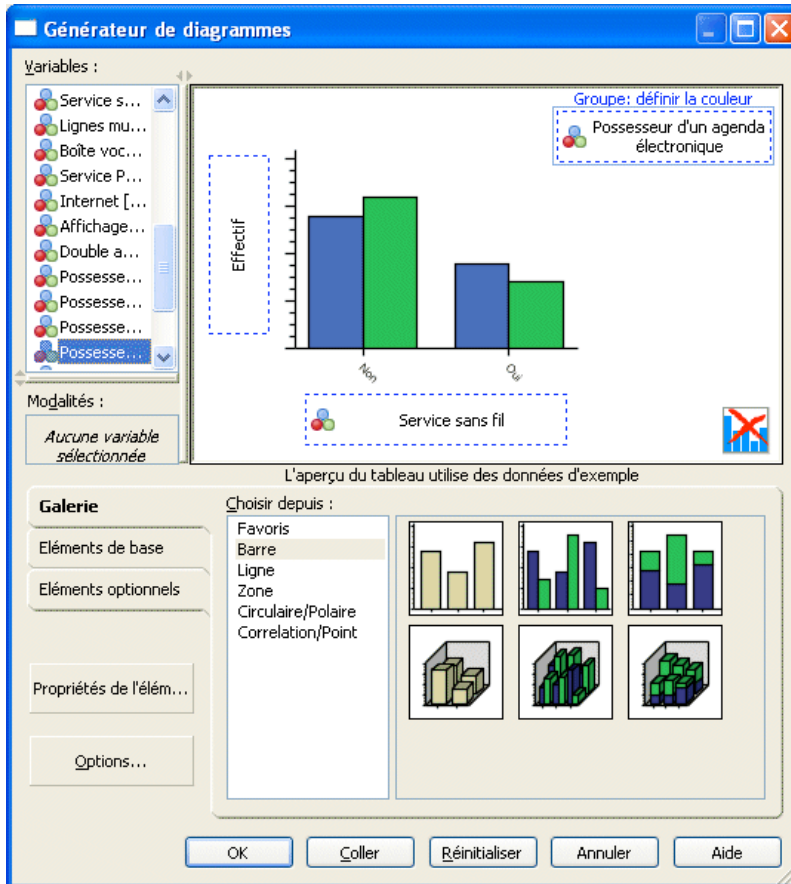 Générateur de diagrammes
Variables :
Service s...
Lignes mu...
Boîte voc...
Service P...
Internet [...
Affichage...
Double a...
Possesse...
Possesse...
Possesse...
Possesse...
Modalités :
Aucune variable
sélectionnée
Groupe: définir la couleur
Possesseur d'un agenda
électronique
Effectif
Non
Oui
Service sans fil
L'aperçu du tableau utilise des données d'exemple
Galerie
Eléments de base
Eléments optionnels
Propriétés de l'élém...
Options...
Choisir depuis :
Favoris
Barre
Ligne
Zone
Circulaire/Polaire
Correlation/Point
OK
Coller
Réinitialiser
Annuler
Aide